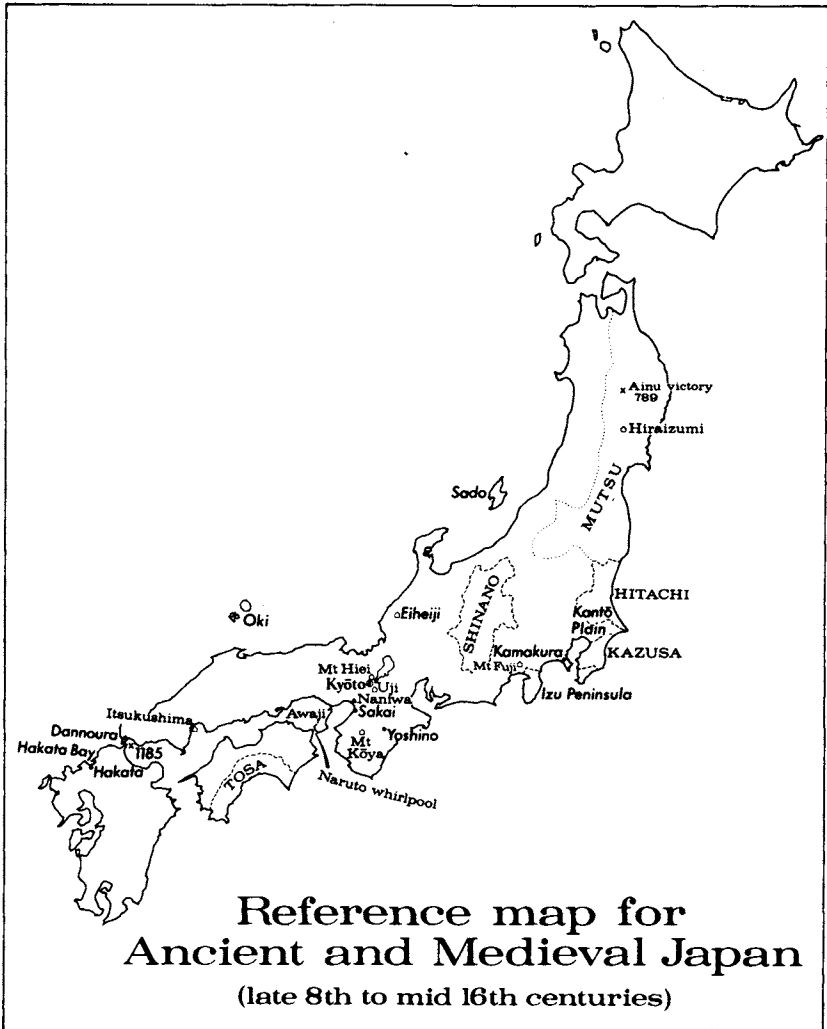 Ainu victory
789
Hiraizumi
MUTSU
Sado
HITACHI
Kantō
Plain
SHINANO
Eiheiji
Oki
KAZUSA
Kamakura
Mt Fuji
Izu Peninsula
Mt Hiei
Kyōto
Uji
Naniwa
Sakai
Awaji
Itsukushima
Dannoura
1185
Hakata Bay
Hakata
Yoshino
Mt
Kōya
TOSA
Naruto whirlpool
Reference map for
Ancient and Medieval Japan
(late 8th to mid 16th centuries)